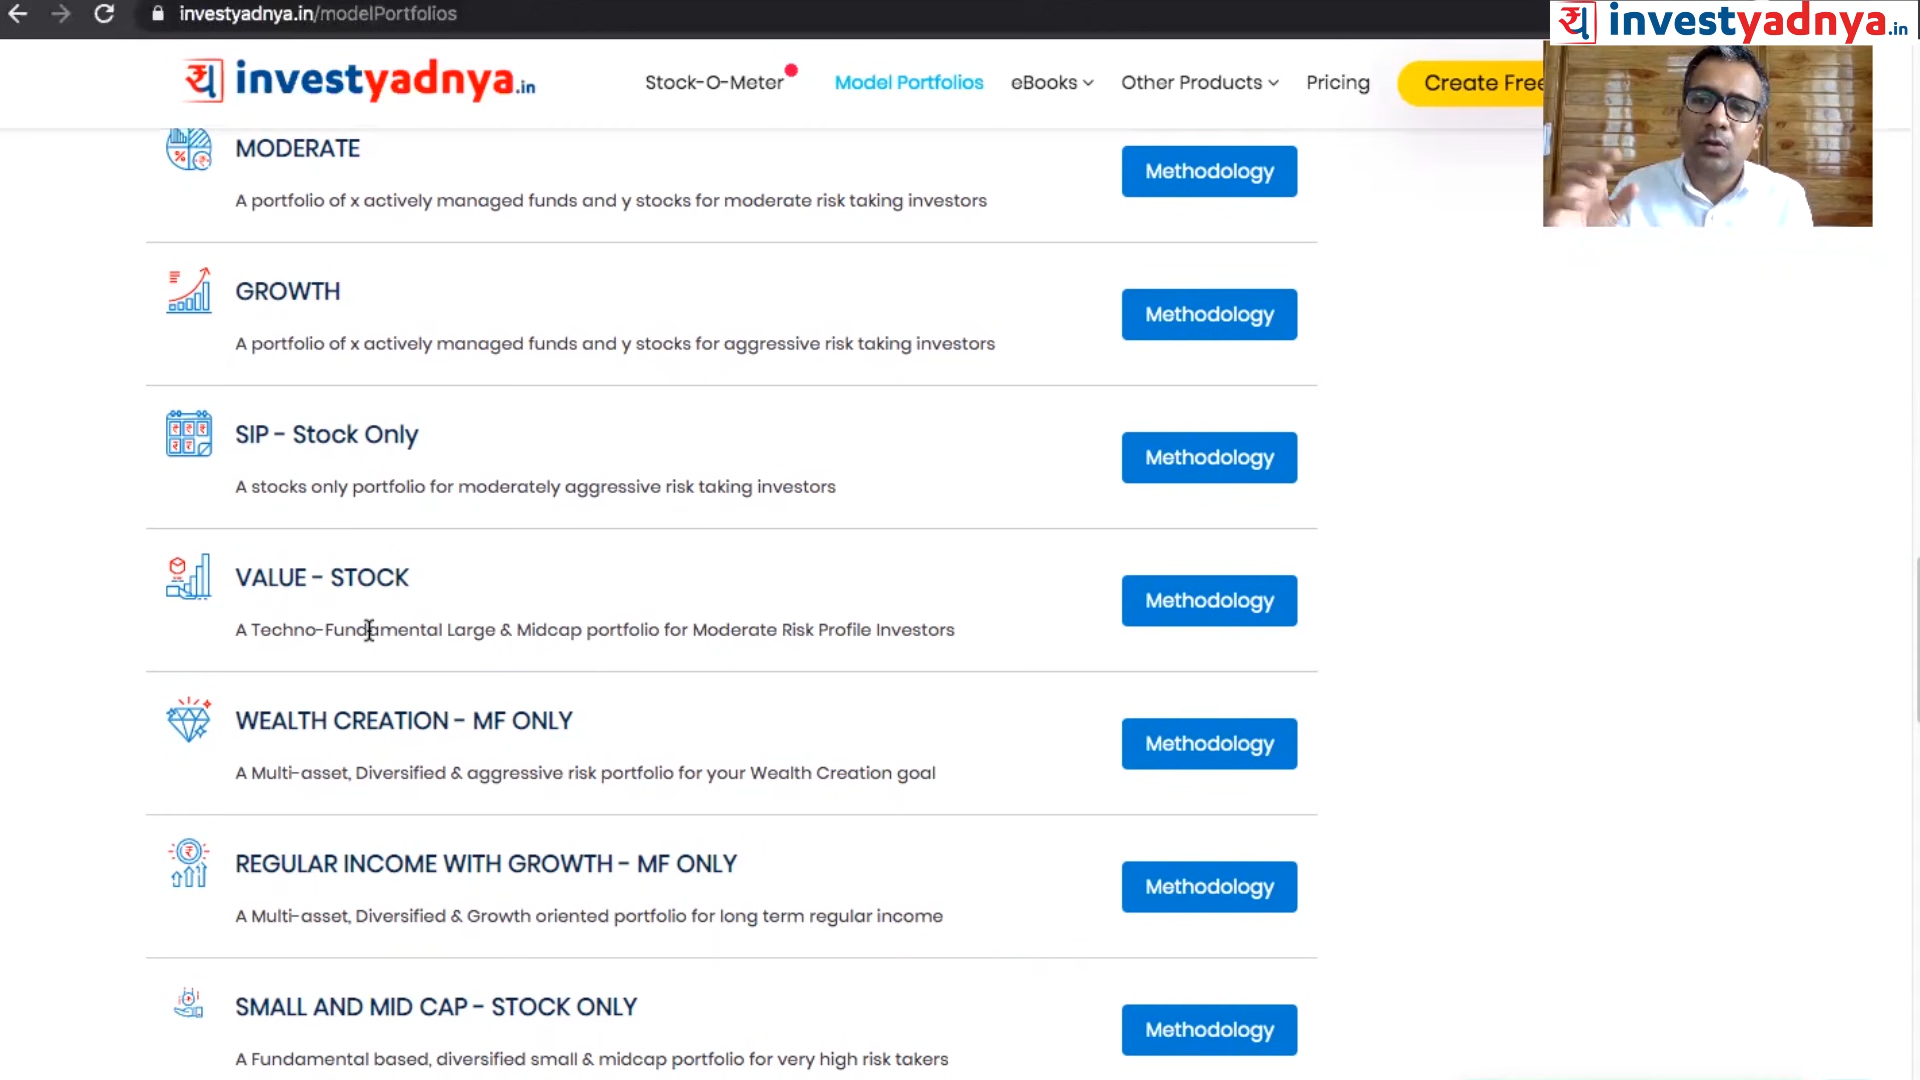 investyadnya.in/modelPortfolios
investyadnya.in
investyadnya.in
Stock-O-Meter
Model Portfolios
eBooks
Other Products
Pricing
Create Free
MODERATE
Methodology
A portfolio of x actively managed funds and y stocks for moderate risk taking investors
GROWTH
Methodology
A portfolio of x actively managed funds and y stocks for aggressive risk taking investors
SIP - Stock Only
Methodology
A stocks only portfolio for moderately aggressive risk taking investors
VALUE - STOCK
Methodology
A Techno-Fundamental Large & Midcap portfolio for Moderate Risk Profile Investors
WEALTH CREATION - MF ONLY
Methodology
A Multi-asset, Diversified & aggressive risk portfolio for your Wealth Creation goal
REGULAR INCOME WITH GROWTH - MF ONLY
Methodology
A Multi-asset, Diversified & Growth oriented portfolio for long term regular income
SMALL AND MID CAP - STOCK ONLY
Methodology
A Fundamental based, diversified small & midcap portfolio for very high risk takers